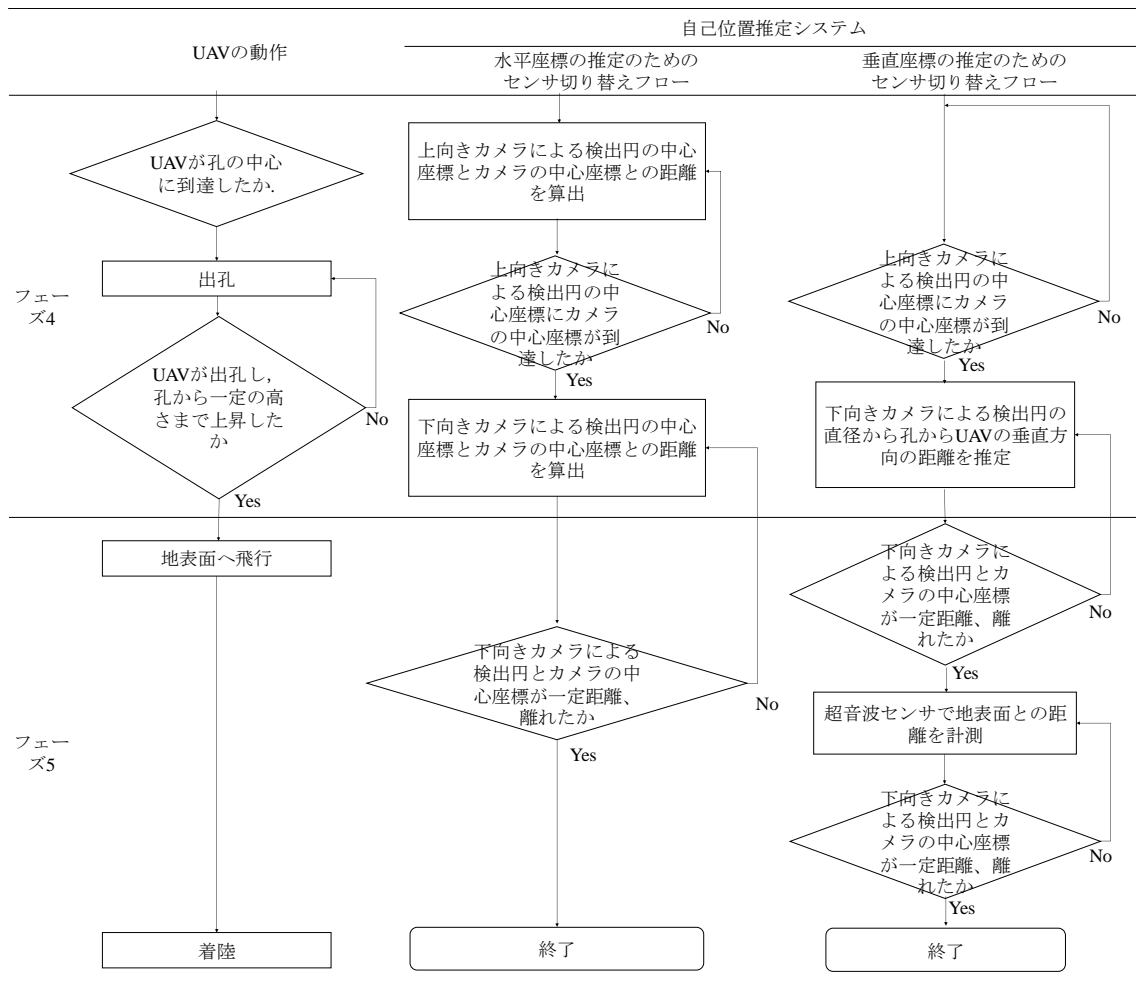 自己位置推定システム
UAVの動作
水平座標の推定のための
センサ切り替えフロー
垂直座標の推定のための
センサ切り替えフロー
フェー
ズ4
UAVが孔の中心
に到達したか.
出孔
UAVが出孔し,
孔から一定の高
さまで上昇した
か
No
Yes
上向きカメラによる検出円の中心
座標とカメラの中心座標との距離
を算出
上向きカメラに
よる検出円の中
心座標にカメラ
の中心座標が到
達したか
No
Yes
下向きカメラによる検出円の中心
座標とカメラの中心座標との距離
を算出
上向きカメラに
よる検出円の中
心座標にカメラ
の中心座標が到
達したか
No
Yes
下向きカメラによる検出円の
直径から孔からUAVの垂直方
向の距離を推定
フェー
ズ5
地表面へ飛行
着陸
下向きカメラによる
検出円とカメラの中
心座標が一定距離、
離れたか
No
Yes
終了
下向きカメラに
よる検出円とカ
メラの中心座標
が一定距離、離
れたか
No
Yes
超音波センサで地表面との距
離を計測
下向きカメラに
よる検出円とカ
メラの中心座標
が一定距離、離
れたか
No
Yes
終了